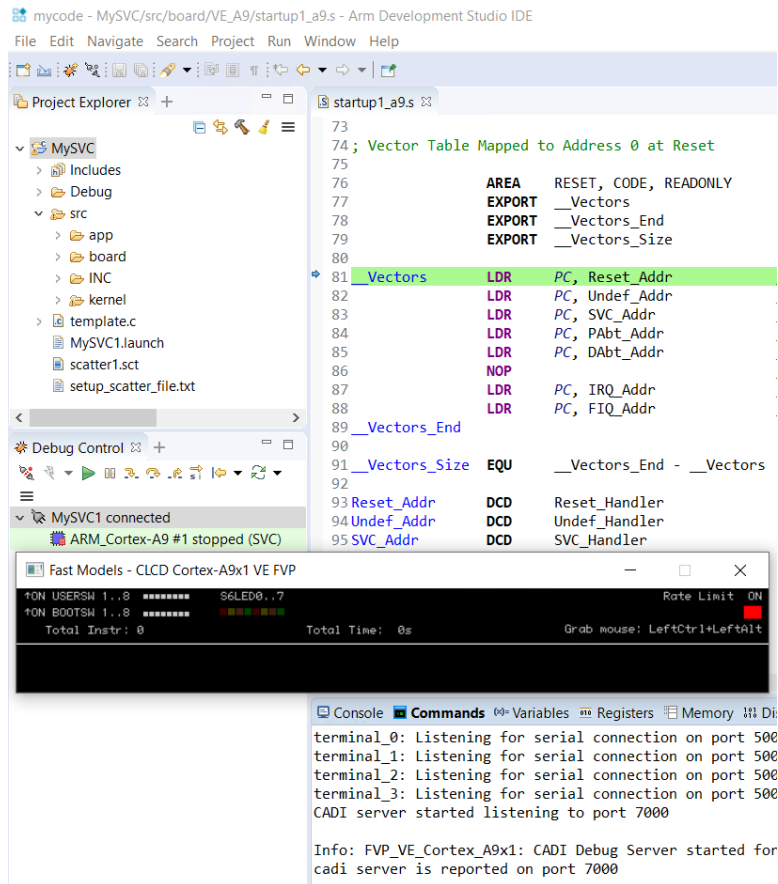 mycode - MySVC/src/board/VE_A9/startup1_a9.s - Arm Development Studio IDE
File Edit Navigate Search Project Run Window Help
Project Explorer
MySVC
Includes
Debug
src
app
board
INC
kernel
template.c
MySVC1.launch
scatter1.sct
setup_scatter_file.txt
Debug Control
MySVC1 connected
ARM_Cortex-A9 #1 stopped (SVC)
startup1_a9.s
73
74 ; Vector Table Mapped to Address 0 at Reset
75
76 AREA RESET, CODE, READONLY
77 EXPORT __Vectors
78 EXPORT __Vectors_End
79 EXPORT __Vectors_Size
80
81 __Vectors LDR PC, Reset_Addr
82 LDR PC, Undef_Addr
83 LDR PC, SVC_Addr
84 LDR PC, PAbt_Addr
85 LDR PC, DAbt_Addr
86 NOP
87 LDR PC, IRQ_Addr
88 LDR PC, FIQ_Addr
89 __Vectors_End
90
91 __Vectors_Size EQU __Vectors_End - __Vectors
92
93 Reset_Addr DCD Reset_Handler
94 Undef_Addr DCD Undef_Handler
95 SVC_Addr DCD SVC_Handler
Fast Models - CLCD Cortex-A9x1 VE FVP
↑ON USERSW 1..8 S6LED0..7 Rate Limit ON
↑ON BOOTSW 1..8
Total Instr: 0 Total Time: 0s Grab mouse: LeftCtrl+LeftAlt
Console Commands Variables Registers Memory Di
terminal_0: Listening for serial connection on port 500
terminal_1: Listening for serial connection on port 500
terminal_2: Listening for serial connection on port 500
terminal_3: Listening for serial connection on port 500
CADI server started listening to port 7000
Info: FVP_VE_Cortex_A9x1: CADI Debug Server started for
cadi server is reported on port 7000